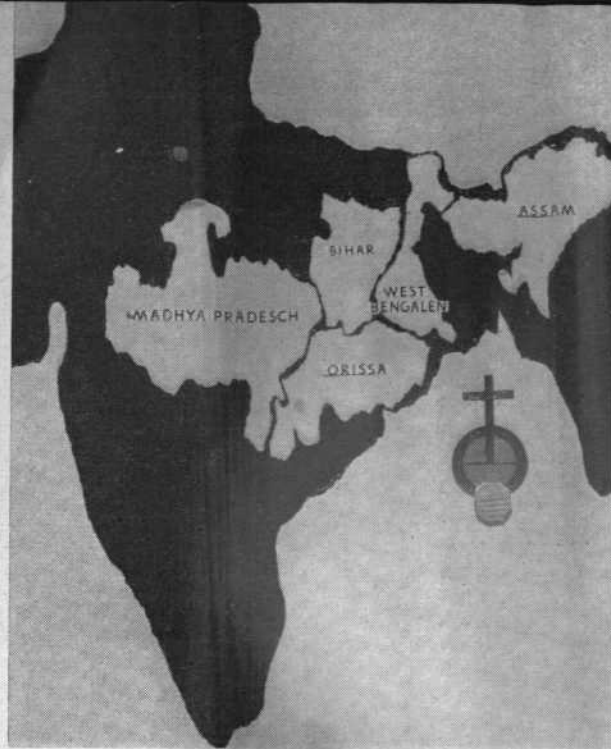 ASSAM
BIHAR
WEST
BENGALEN
MADHYA PRADESCH
ORISSA